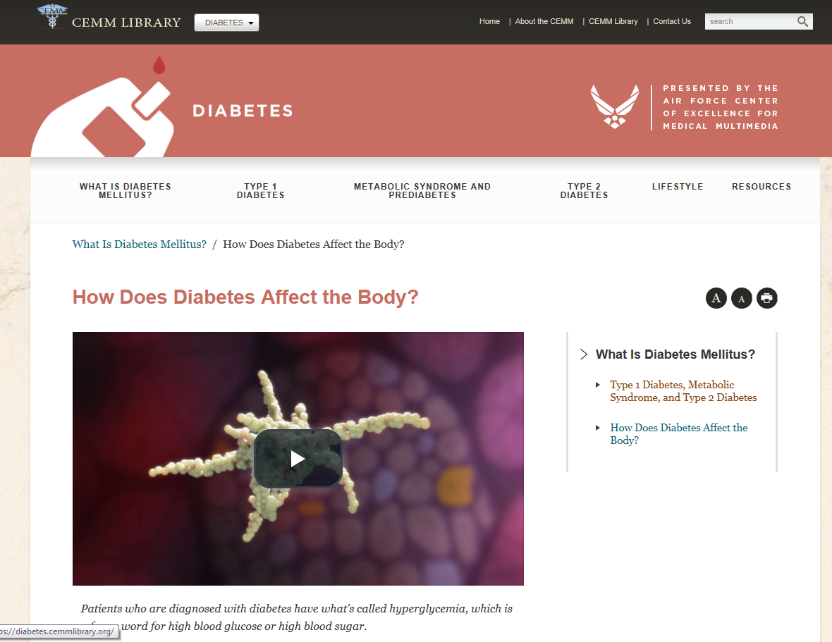 CEMM LIBRARY
DIABETES
Home | About the CEMM | CEMM Library | Contact Us
search
DIABETES
PRESENTED BY THE
AIR FORCE CENTER
OF EXCELLENCE FOR
MEDICAL MULTIMEDIA
WHAT IS DIABETES
MELLITUS?
TYPE 1
DIABETES
METABOLIC SYNDROME AND
PREDIABETES
TYPE 2
DIABETES
LIFESTYLE
RESOURCES
What Is Diabetes Mellitus? / How Does Diabetes Affect the Body?
How Does Diabetes Affect the Body?
A A
What Is Diabetes Mellitus?
Type 1 Diabetes, Metabolic
Syndrome, and Type 2 Diabetes
How Does Diabetes Affect the
Body?
Patients who are diagnosed with diabetes have what's called hyperglycemia, which is
word for high blood glucose or high blood sugar.
ps://diabetes.cemmlibrary.org/